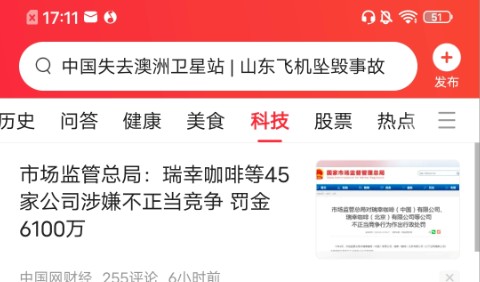 17:11
51
中国失去澳洲卫星站 | 山东飞机坠毁事故
发布
历史 问答 健康 美食 科技 股票 热点
市场监管总局：瑞幸咖啡等45
家公司涉嫌不正当竞争 罚金
6100万
国家市场监督管理总局
市场监管总局对瑞幸咖啡（中国）有限公司、
瑞幸咖啡（北京）有限公司等公司
不正当竞争行为作出行政处罚
中国网财经 255评论 6小时前